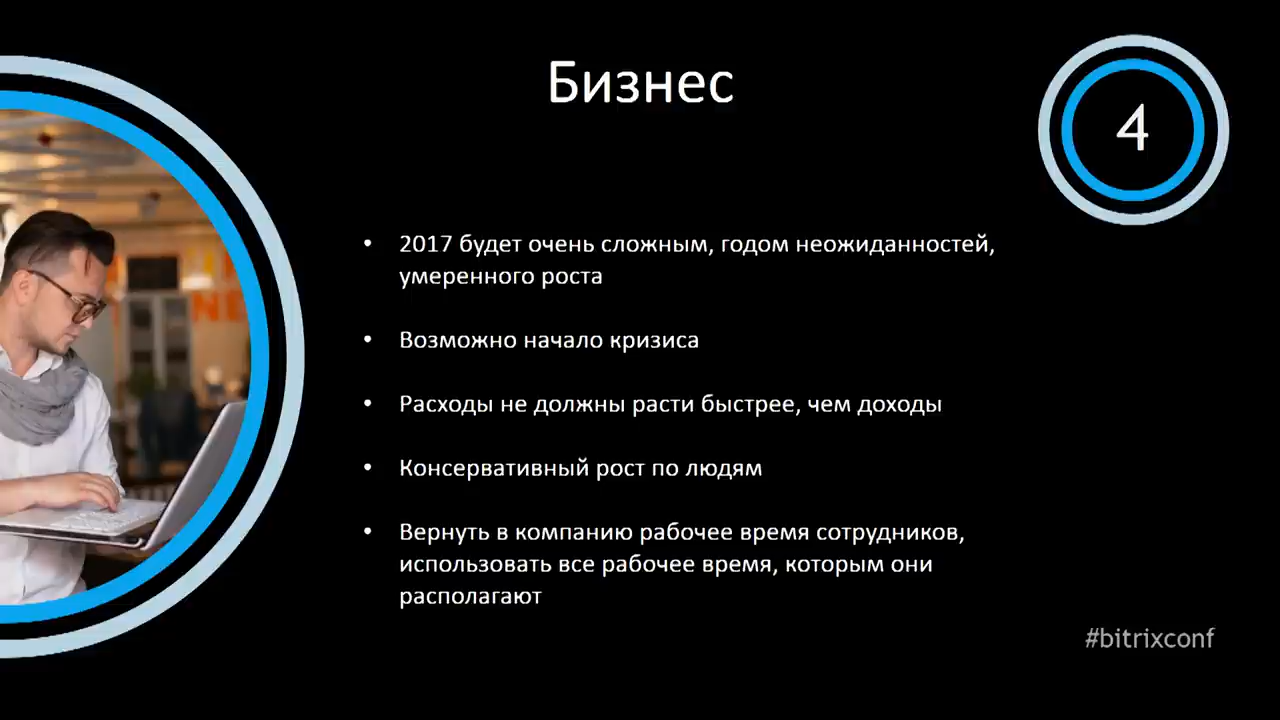 Бизнес
4
• 2017 будет очень сложным, годом неожиданностей,
умеренного роста
• Возможно начало кризиса
• Расходы не должны расти быстрее, чем доходы
• Консервативный рост по людям
• Вернуть в компанию рабочее время сотрудников,
использовать все рабочее время, которым они
располагают
#bitrixconf